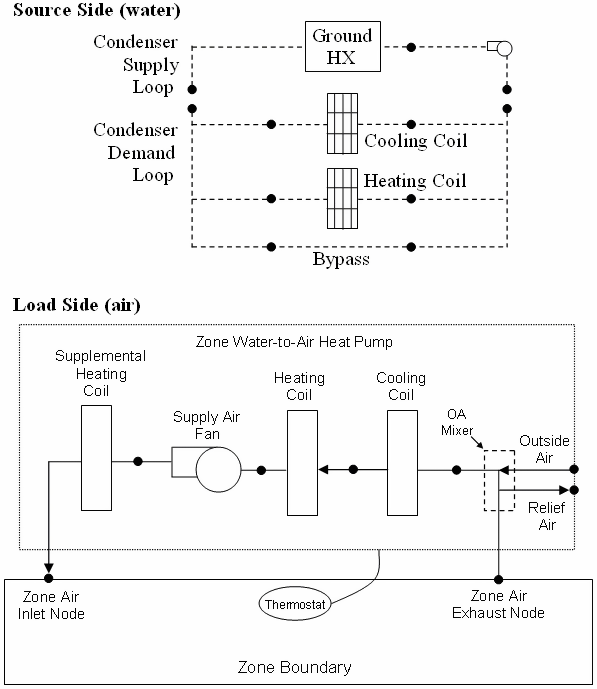 Source Side (water)
Condenser
Supply
Loop
Ground
HX
Condenser
Demand
Loop
Cooling Coil
Heating Coil
Bypass
Load Side (air)
Zone Water-to-Air Heat Pump
Supplemental
Heating
Coil
Supply Air
Fan
Heating
Coil
Cooling
Coil
OA
Mixer
Outside
Air
Relief
Air
Zone Air
Inlet Node
Thermostat
Zone Air
Exhaust Node
Zone Boundary